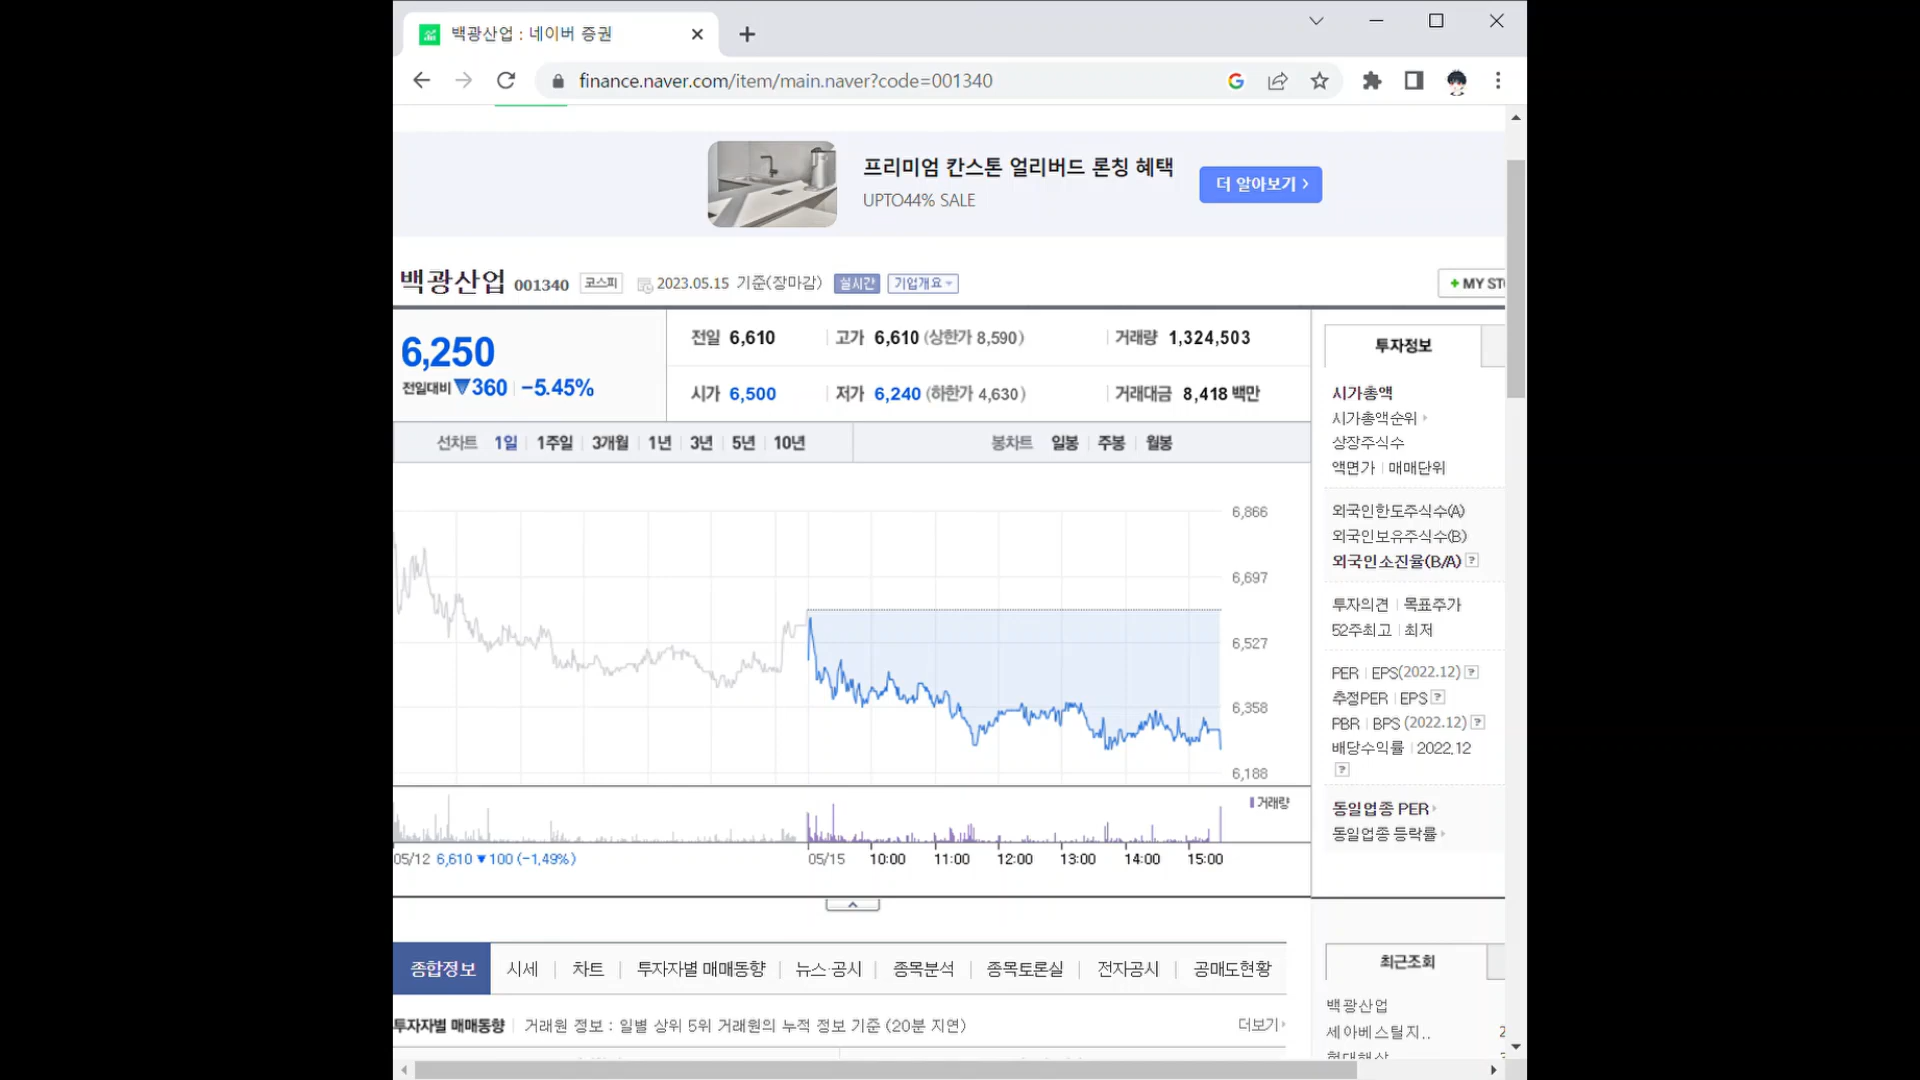 백광산업 : 네이버 증권
finance.naver.com/item/main.naver?code=001340
프리미엄 칸스톤 얼리버드 론칭 혜택
UPTO44% SALE
더 알아보기 >
백광산업 001340 코스피 2023.05.15 기준(장마감) 실시간 기업개요
+ MY STO
6,250
전일대비 ▼360 -5.45%
전일 6,610 고가 6,610 (상한가 8,590) 거래량 1,324,503
시가 6,500 저가 6,240 (하한가 4,630) 거래대금 8,418 백만
선차트 1일 1주일 3개월 1년 3년 5년 10년 봉차트 일봉 주봉 월봉
6,866
6,697
6,527
6,358
6,188
거래량
05/12 6,610 ▼100 (-1.49%) 05/15 10:00 11:00 12:00 13:00 14:00 15:00
투자정보
시가총액
시가총액순위
상장주식수
액면가 매매단위
외국인한도주식수(A)
외국인보유주식수(B)
외국인소진율(B/A) ?
투자의견 목표주가
52주최고 최저
PER EPS(2022.12) ?
추정PER EPS ?
PBR BPS (2022.12) ?
배당수익률 2022.12
?
동일업종 PER
동일업종 등락률
종합정보 시세 차트 투자자별 매매동향 뉴스·공시 종목분석 종목토론실 전자공시 공매도현황
투자자별 매매동향 거래원 정보 : 일별 상위 5위 거래원의 누적 정보 기준 (20분 지연) 더보기
최근조회
백광산업
세아베스틸지.. 2